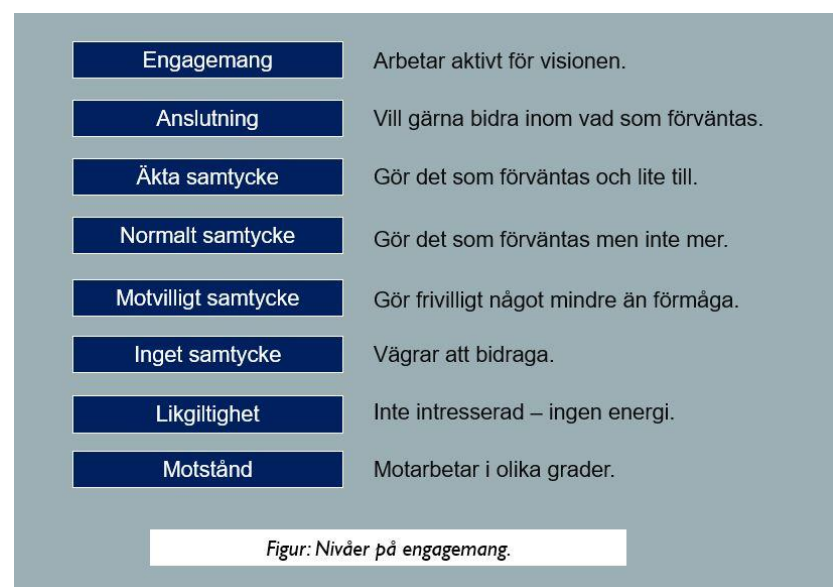 Engagemang Arbetar aktivt för visionen.
Anslutning Vill gärna bidra inom vad som förväntas.
Äkta samtycke Gör det som förväntas och lite till.
Normalt samtycke Gör det som förväntas men inte mer.
Motvilligt samtycke Gör frivilligt något mindre än förmåga.
Inget samtycke Vägrar att bidraga.
Likgiltighet Inte intresserad – ingen energi.
Motstånd Motarbetar i olika grader.
Figur: Nivåer på engagemang.